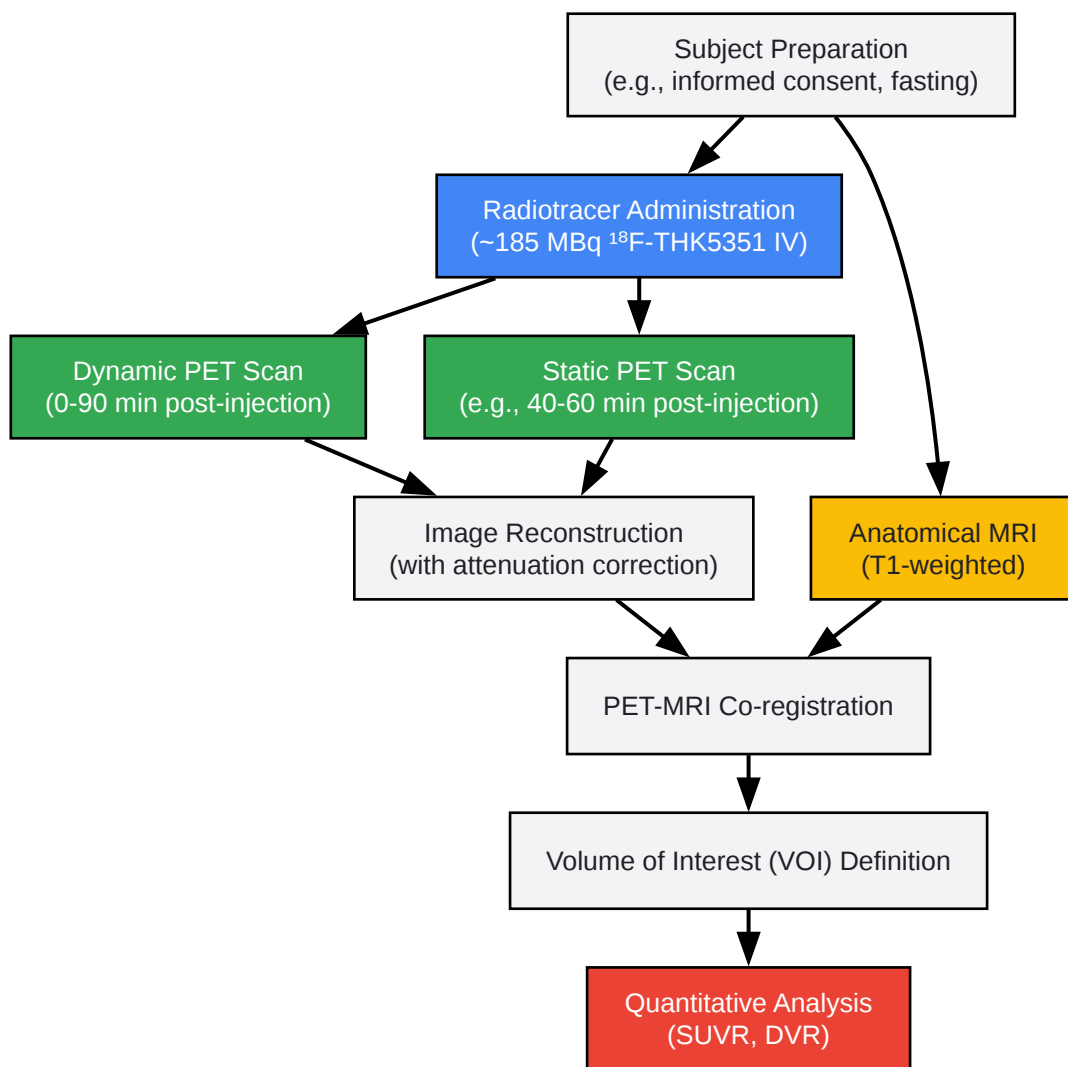 Subject Preparation
(e.g., informed consent, fasting)
Radiotracer Administration
(~185 MBq ¹⁸F-THK5351 IV)
Dynamic PET Scan
(0-90 min post-injection)
Static PET Scan
(e.g., 40-60 min post-injection)
Image Reconstruction
(with attenuation correction)
Anatomical MRI
(T1-weighted)
PET-MRI Co-registration
Volume of Interest (VOI) Definition
Quantitative Analysis
(SUVR, DVR)